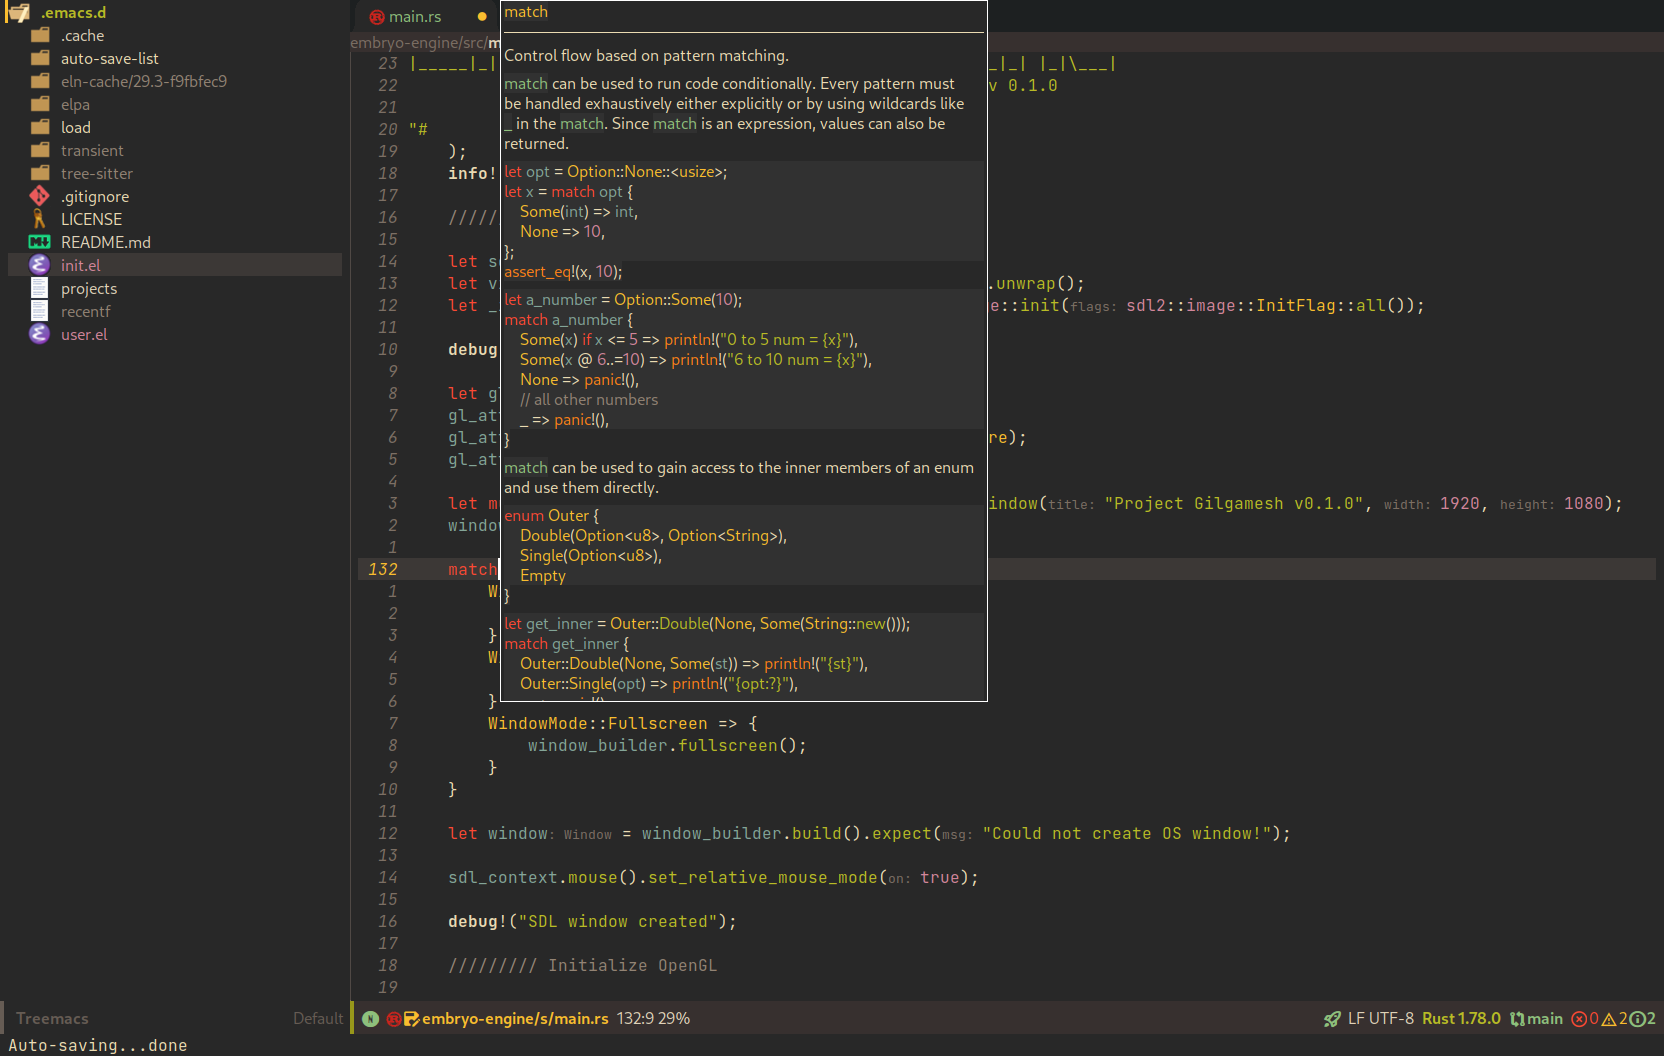 .emacs.d
.cache
auto-save-list
eln-cache/29.3-f9fbfec9
elpa
load
transient
tree-sitter
.gitignore
LICENSE
README.md
init.el
projects
recentf
user.el
Treemacs Default
main.rs
embryo-engine/src/m
23 |_____|_| _|_| |_|\___|
22 v 0.1.0
21
20 "#
19 );
18 info!
17
16 /////
15
14 let s
13 let v .unwrap();
12 let _ e::init(flags: sdl2::image::InitFlag::all());
11
10 debug
9
8 let gl
7 gl_at
6 gl_at re);
5 gl_at
4
3 let m indow(title: "Project Gilgamesh v0.1.0", width: 1920, height: 1080);
2 window
1
132 match
1 W
2
3 }
4 W
5
6 }
7 WindowMode::Fullscreen => {
8 window_builder.fullscreen();
9 }
10 }
11
12 let window: Window = window_builder.build().expect(msg: "Could not create OS window!");
13
14 sdl_context.mouse().set_relative_mouse_mode(on: true);
15
16 debug!("SDL window created");
17
18 ///////// Initialize OpenGL
19
match
Control flow based on pattern matching.
match can be used to run code conditionally. Every pattern must
be handled exhaustively either explicitly or by using wildcards like
_ in the match. Since match is an expression, values can also be
returned.
let opt = Option::None::<usize>;
let x = match opt {
Some(int) => int,
None => 10,
};
assert_eq!(x, 10);
let a_number = Option::Some(10);
match a_number {
Some(x) if x <= 5 => println!("0 to 5 num = {x}"),
Some(x @ 6..=10) => println!("6 to 10 num = {x}"),
None => panic!(),
// all other numbers
_ => panic!(),
}
match can be used to gain access to the inner members of an enum
and use them directly.
enum Outer {
Double(Option<u8>, Option<String>),
Single(Option<u8>),
Empty
}
let get_inner = Outer::Double(None, Some(String::new()));
match get_inner {
Outer::Double(None, Some(st)) => println!("{st}"),
Outer::Single(opt) => println!("{opt:?}"),
N embryo-engine/s/main.rs 132:9 29% LF UTF-8 Rust 1.78.0 main 0 2 2
Auto-saving...done